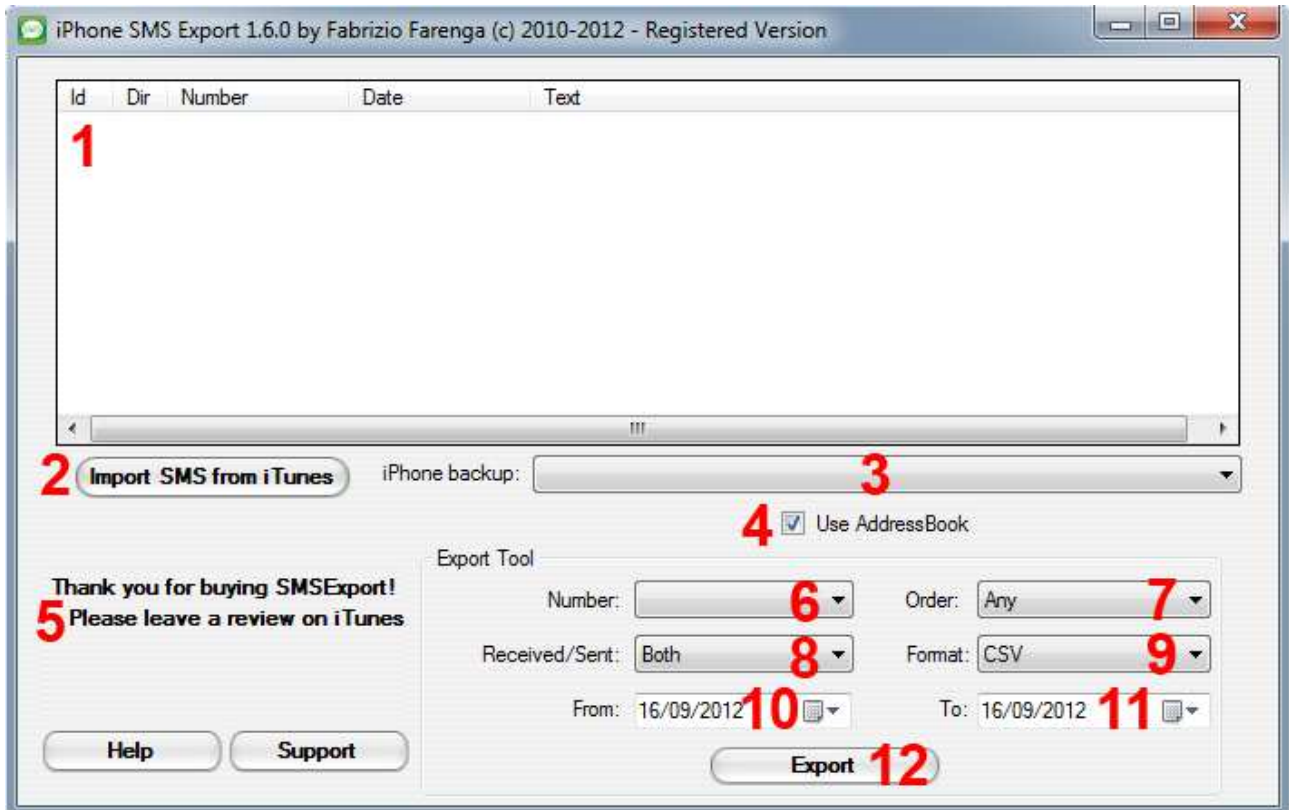 iPhone SMS Export 1.6.0 by Fabrizio Farenga (c) 2010-2012 - Registered Version
Id Dir Number Date Text
1
2 Import SMS from iTunes iPhone backup: 3
4 Use AddressBook
Export Tool
Thank you for buying SMSExport!
5 Please leave a review on iTunes
Number: 6 Order: Any 7
Received/Sent: Both 8 Format: CSV 9
From: 16/09/2012 10 To: 16/09/2012 11
Help Support Export 12